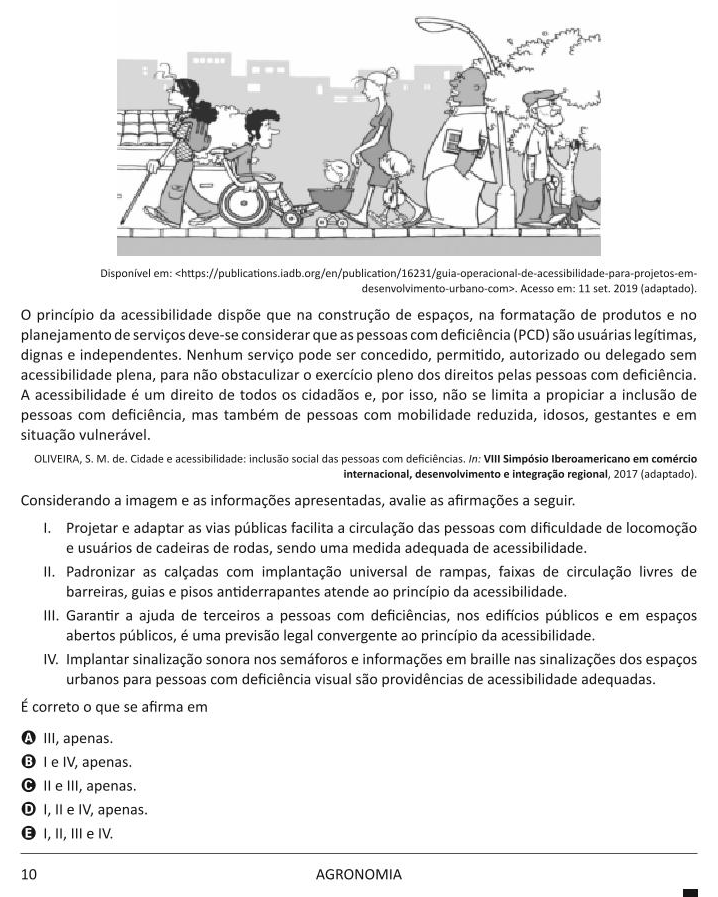 Disponível em: <https://publications.iadb.org/en/publication/16231/guia-operacional-de-acessibilidade-para-projetos-em-
desenvolvimento-urbano-com>. Acesso em: 11 set. 2019 (adaptado).
O princípio da acessibilidade dispõe que na construção de espaços, na formatação de produtos e no
planejamento de serviços deve-se considerar que as pessoas com deficiência (PCD) são usuárias legítimas,
dignas e independentes. Nenhum serviço pode ser concedido, permitido, autorizado ou delegado sem
acessibilidade plena, para não obstaculizar o exercício pleno dos direitos pelas pessoas com deficiência.
A acessibilidade é um direito de todos os cidadãos e, por isso, não se limita a propiciar a inclusão de
pessoas com deficiência, mas também de pessoas com mobilidade reduzida, idosos, gestantes e em
situação vulnerável.
OLIVEIRA, S. M. de. Cidade e acessibilidade: inclusão social das pessoas com deficiências. In: VIII Simpósio Iberoamericano em comércio
internacional, desenvolvimento e integração regional, 2017 (adaptado).
Considerando a imagem e as informações apresentadas, avalie as afirmações a seguir.
I. Projetar e adaptar as vias públicas facilita a circulação das pessoas com dificuldade de locomoção
e usuários de cadeiras de rodas, sendo uma medida adequada de acessibilidade.
II. Padronizar as calçadas com implantação universal de rampas, faixas de circulação livres de
barreiras, guias e pisos antiderrapantes atende ao princípio da acessibilidade.
III. Garantir a ajuda de terceiros a pessoas com deficiências, nos edifícios públicos e em espaços
abertos públicos, é uma previsão legal convergente ao princípio da acessibilidade.
IV. Implantar sinalização sonora nos semáforos e informações em braille nas sinalizações dos espaços
urbanos para pessoas com deficiência visual são providências de acessibilidade adequadas.
É correto o que se afirma em
A III, apenas.
B I e IV, apenas.
C II e III, apenas.
D I, II e IV, apenas.
E I, II, III e IV.
10 AGRONOMIA